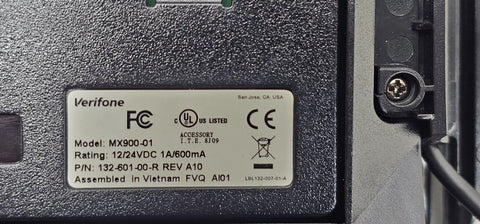 Verifone
San Jose, CA. USA
FC
c UL US LISTED
CE
ACCESSORY
I.T.E. 8J09
Model: MX900-01
Rating: 12/24VDC 1A/600mA
P/N: 132-601-00-R REV A10
Assembled in Vietnam FVQ AI01
LBL132-007-01-A